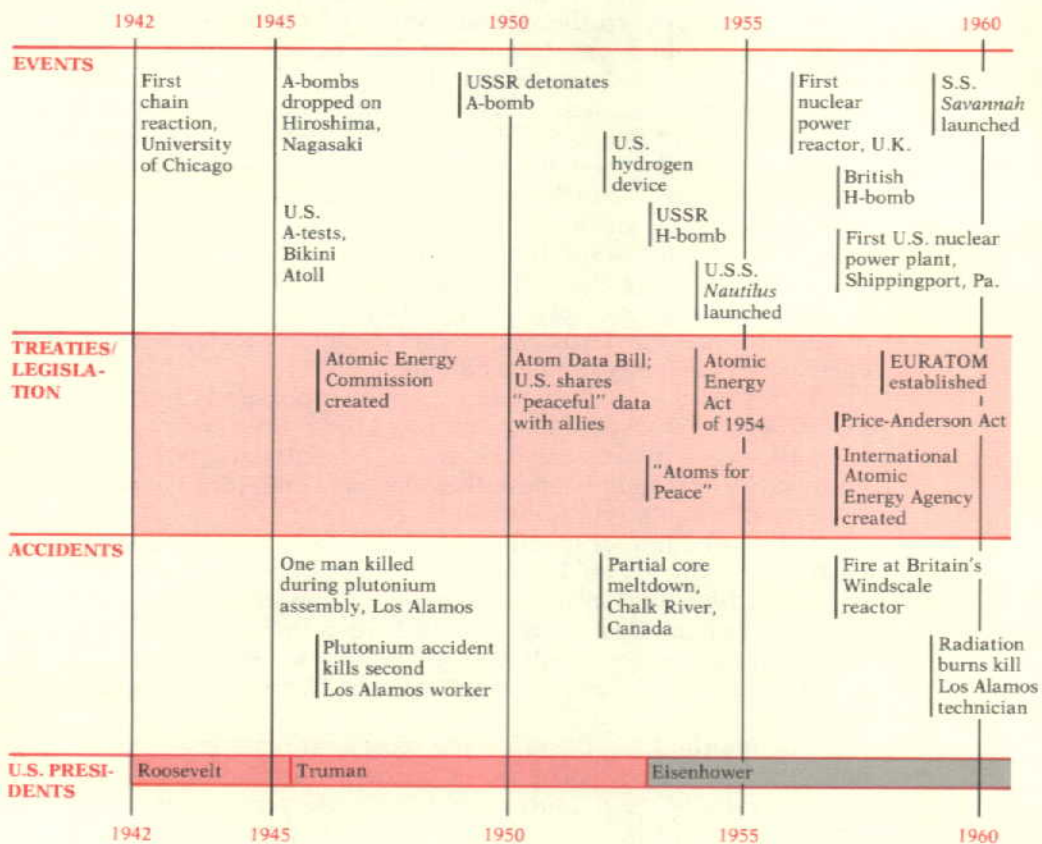 1942 1945 1950 1955 1960
EVENTS
First
chain
reaction,
University
of Chicago
A-bombs
dropped on
Hiroshima,
Nagasaki
U.S.
A-tests,
Bikini
Atoll
USSR detonates
A-bomb
U.S.
hydrogen
device
USSR
H-bomb
U.S.S.
Nautilus
launched
First
nuclear
power
reactor, U.K.
British
H-bomb
First U.S. nuclear
power plant,
Shippingport, Pa.
S.S.
Savannah
launched
TREATIES/
LEGISLA-
TION
Atomic Energy
Commission
created
Atom Data Bill;
U.S. shares
"peaceful" data
with allies
"Atoms for
Peace"
Atomic
Energy
Act
of 1954
EURATOM
established
Price-Anderson Act
International
Atomic
Energy Agency
created
ACCIDENTS
One man killed
during plutonium
assembly, Los Alamos
Plutonium accident
kills second
Los Alamos worker
Partial core
meltdown,
Chalk River,
Canada
Fire at Britain's
Windscale
reactor
Radiation
burns kill
Los Alamos
technician
U.S. PRESI-
DENTS
Roosevelt Truman Eisenhower
1942 1945 1950 1955 1960